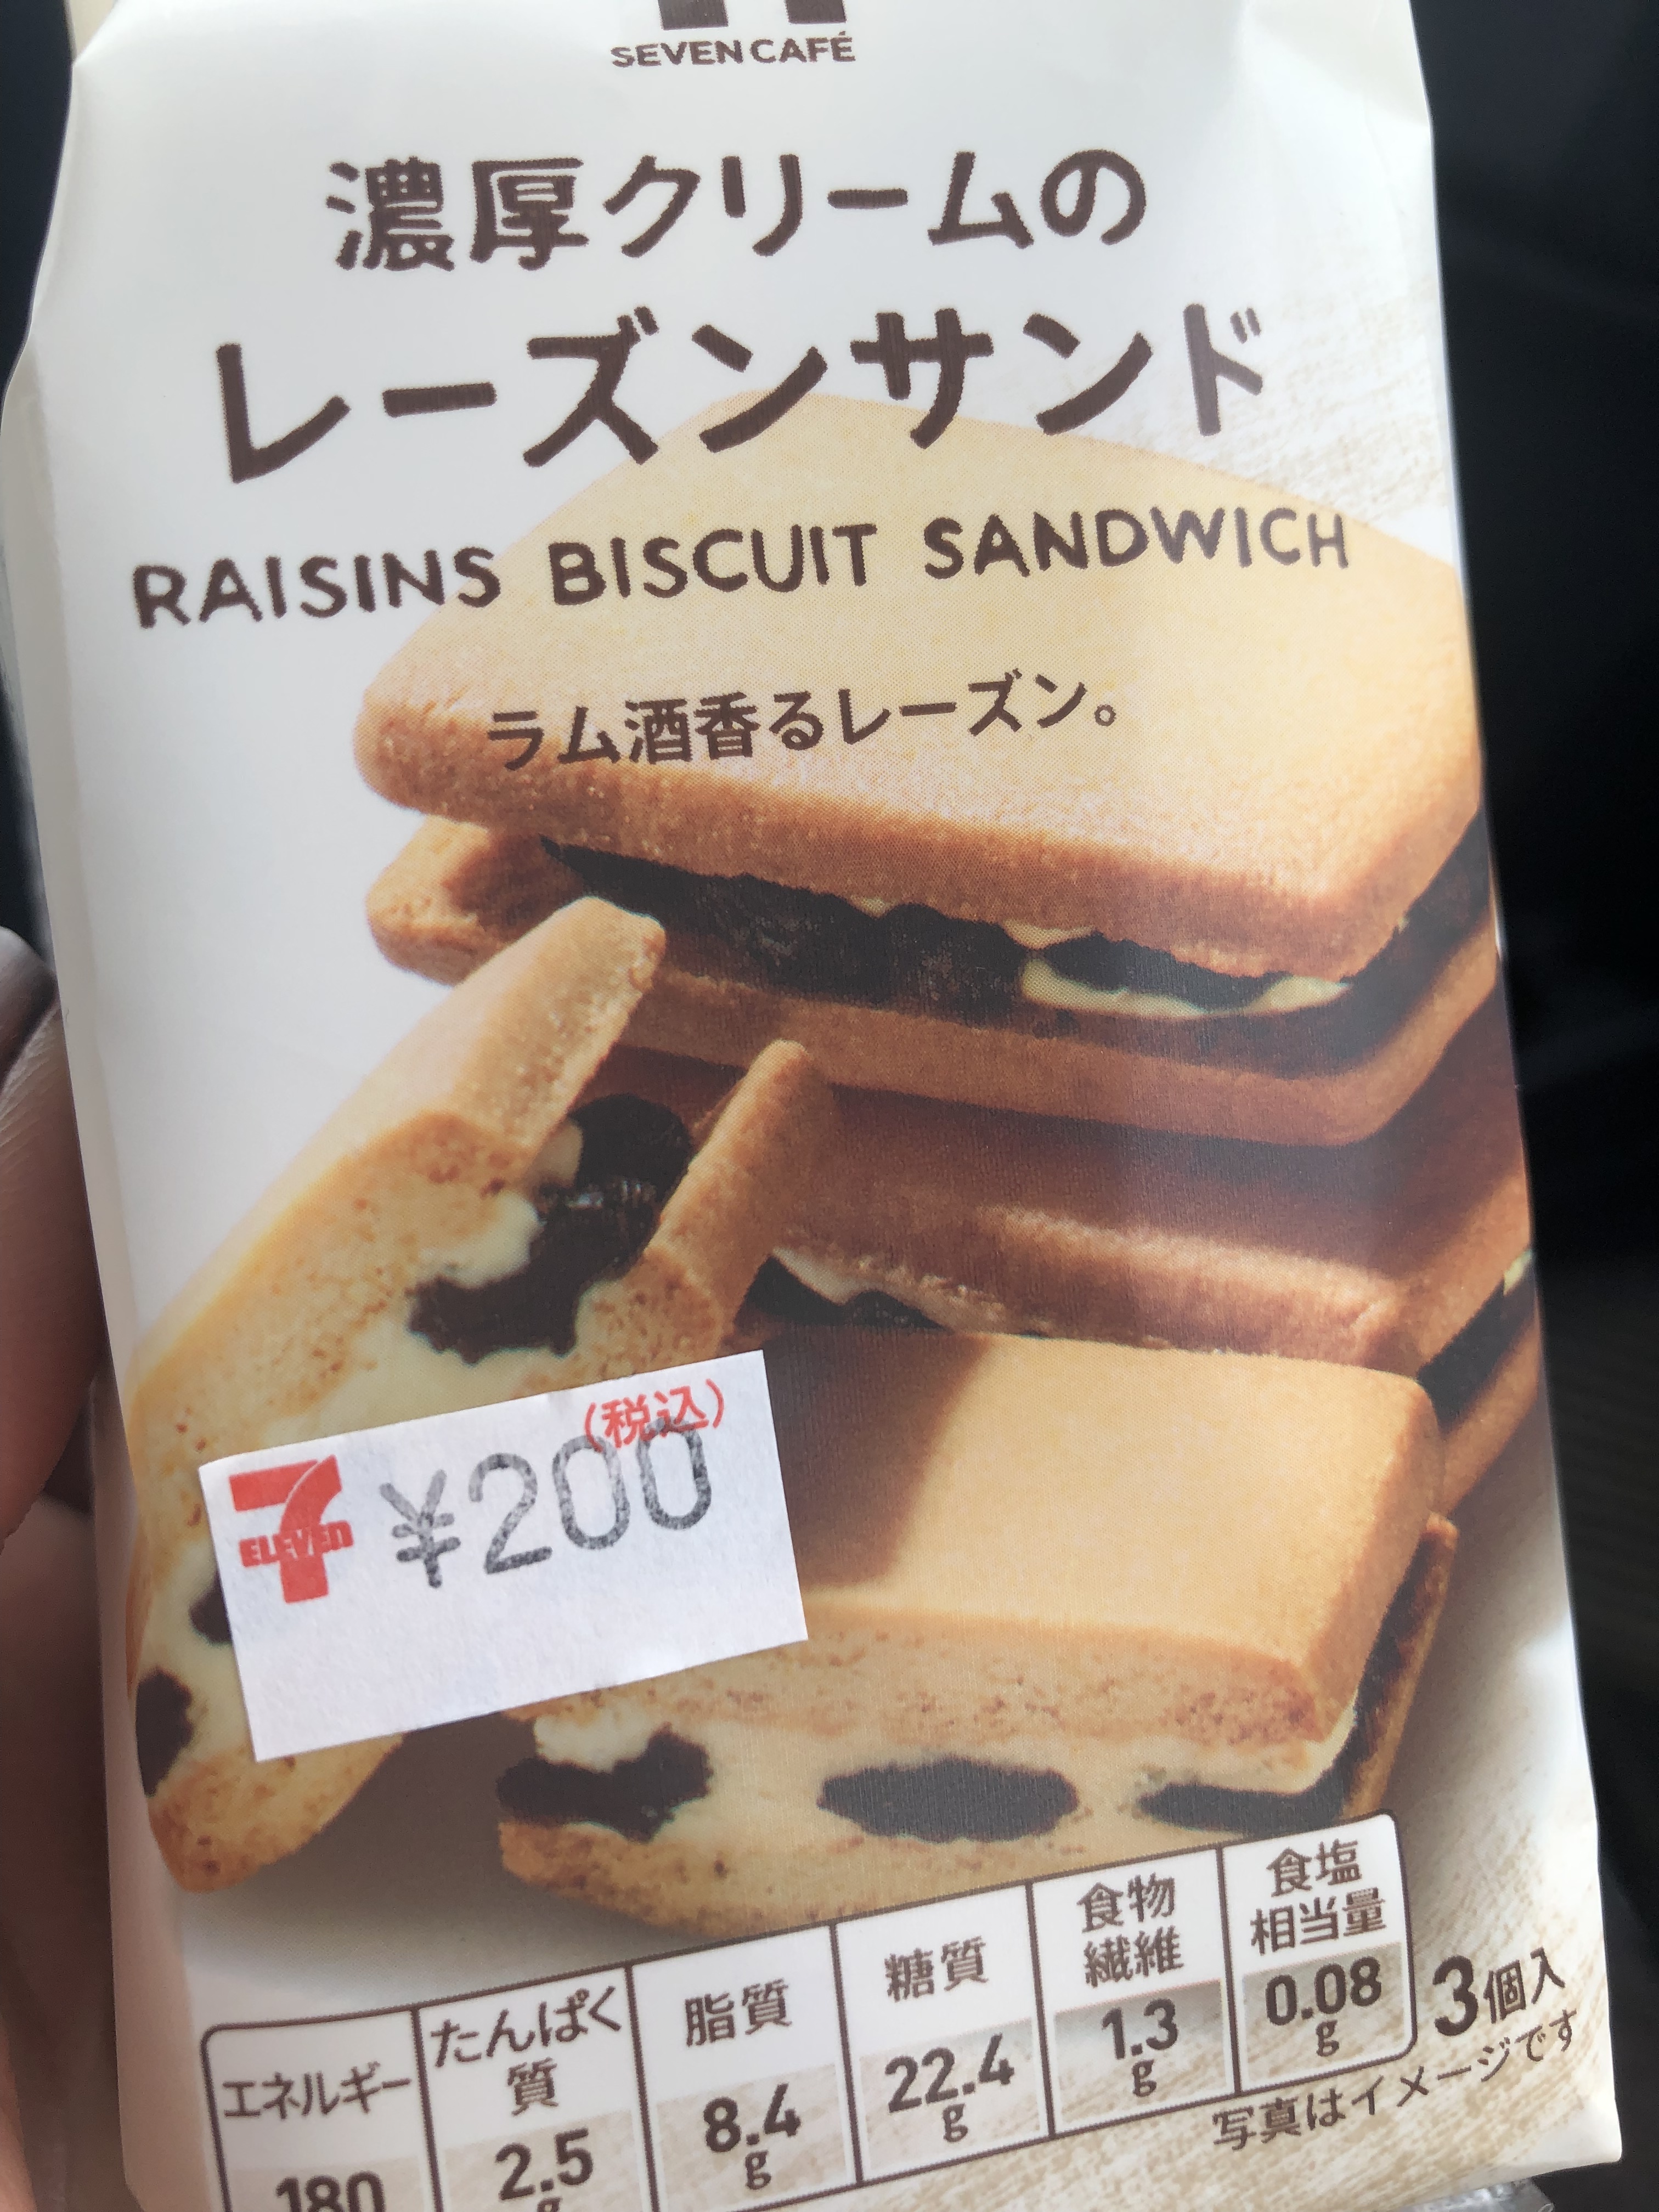 SEVEN CAFÉ
濃厚クリームの
レーズンサンド
RAISINS BISCUIT SANDWICH
ラム酒香るレーズン。
(税込)
7 ELEVEN ¥200
エネルギー
180
たんぱく質
2.5
g
脂質
8.4
g
糖質
22.4
g
食物
繊維
1.3
g
食塩
相当量
0.08
g
3個入
写真はイメージです